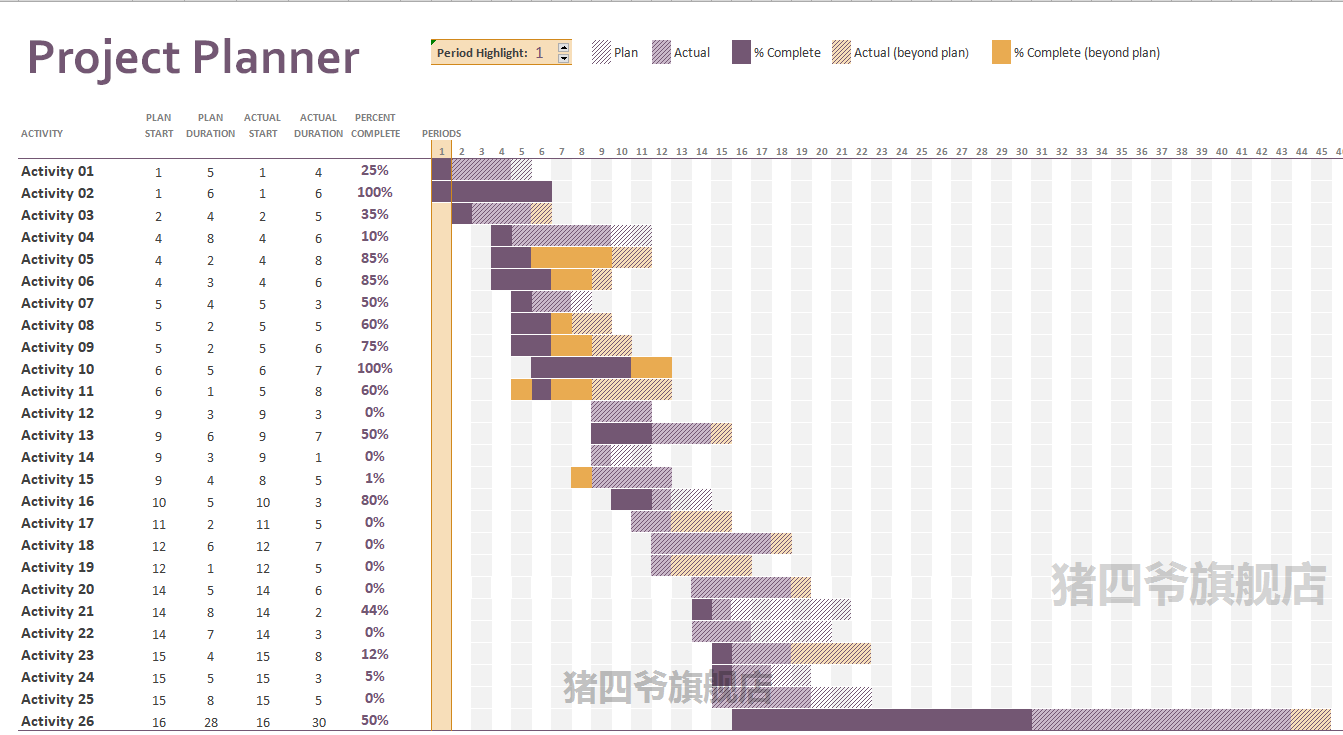 Project Planner
Period Highlight: 1 Plan Actual % Complete Actual (beyond plan) % Complete (beyond plan)
ACTIVITY PLAN START PLAN DURATION ACTUAL START ACTUAL DURATION PERCENT COMPLETE PERIODS
1 2 3 4 5 6 7 8 9 10 11 12 13 14 15 16 17 18 19 20 21 22 23 24 25 26 27 28 29 30 31 32 33 34 35 36 37 38 39 40 41 42 43 44 45 4
Activity 01 1 5 1 4 25%
Activity 02 1 6 1 6 100%
Activity 03 2 4 2 5 35%
Activity 04 4 8 4 6 10%
Activity 05 4 2 4 8 85%
Activity 06 4 3 4 6 85%
Activity 07 5 4 5 3 50%
Activity 08 5 2 5 5 60%
Activity 09 5 2 5 6 75%
Activity 10 6 5 6 7 100%
Activity 11 6 1 5 8 60%
Activity 12 9 3 9 3 0%
Activity 13 9 6 9 7 50%
Activity 14 9 3 9 1 0%
Activity 15 9 4 8 5 1%
Activity 16 10 5 10 3 80%
Activity 17 11 2 11 5 0%
Activity 18 12 6 12 7 0%
Activity 19 12 1 12 5 0%
猪四爷旗舰店
Activity 20 14 5 14 6 0%
Activity 21 14 8 14 2 44%
Activity 22 14 7 14 3 0%
Activity 23 15 4 15 8 12%
Activity 24 15 5 15 3 5%
猪四爷旗舰店
Activity 25 15 8 15 5 0%
Activity 26 16 28 16 30 50%